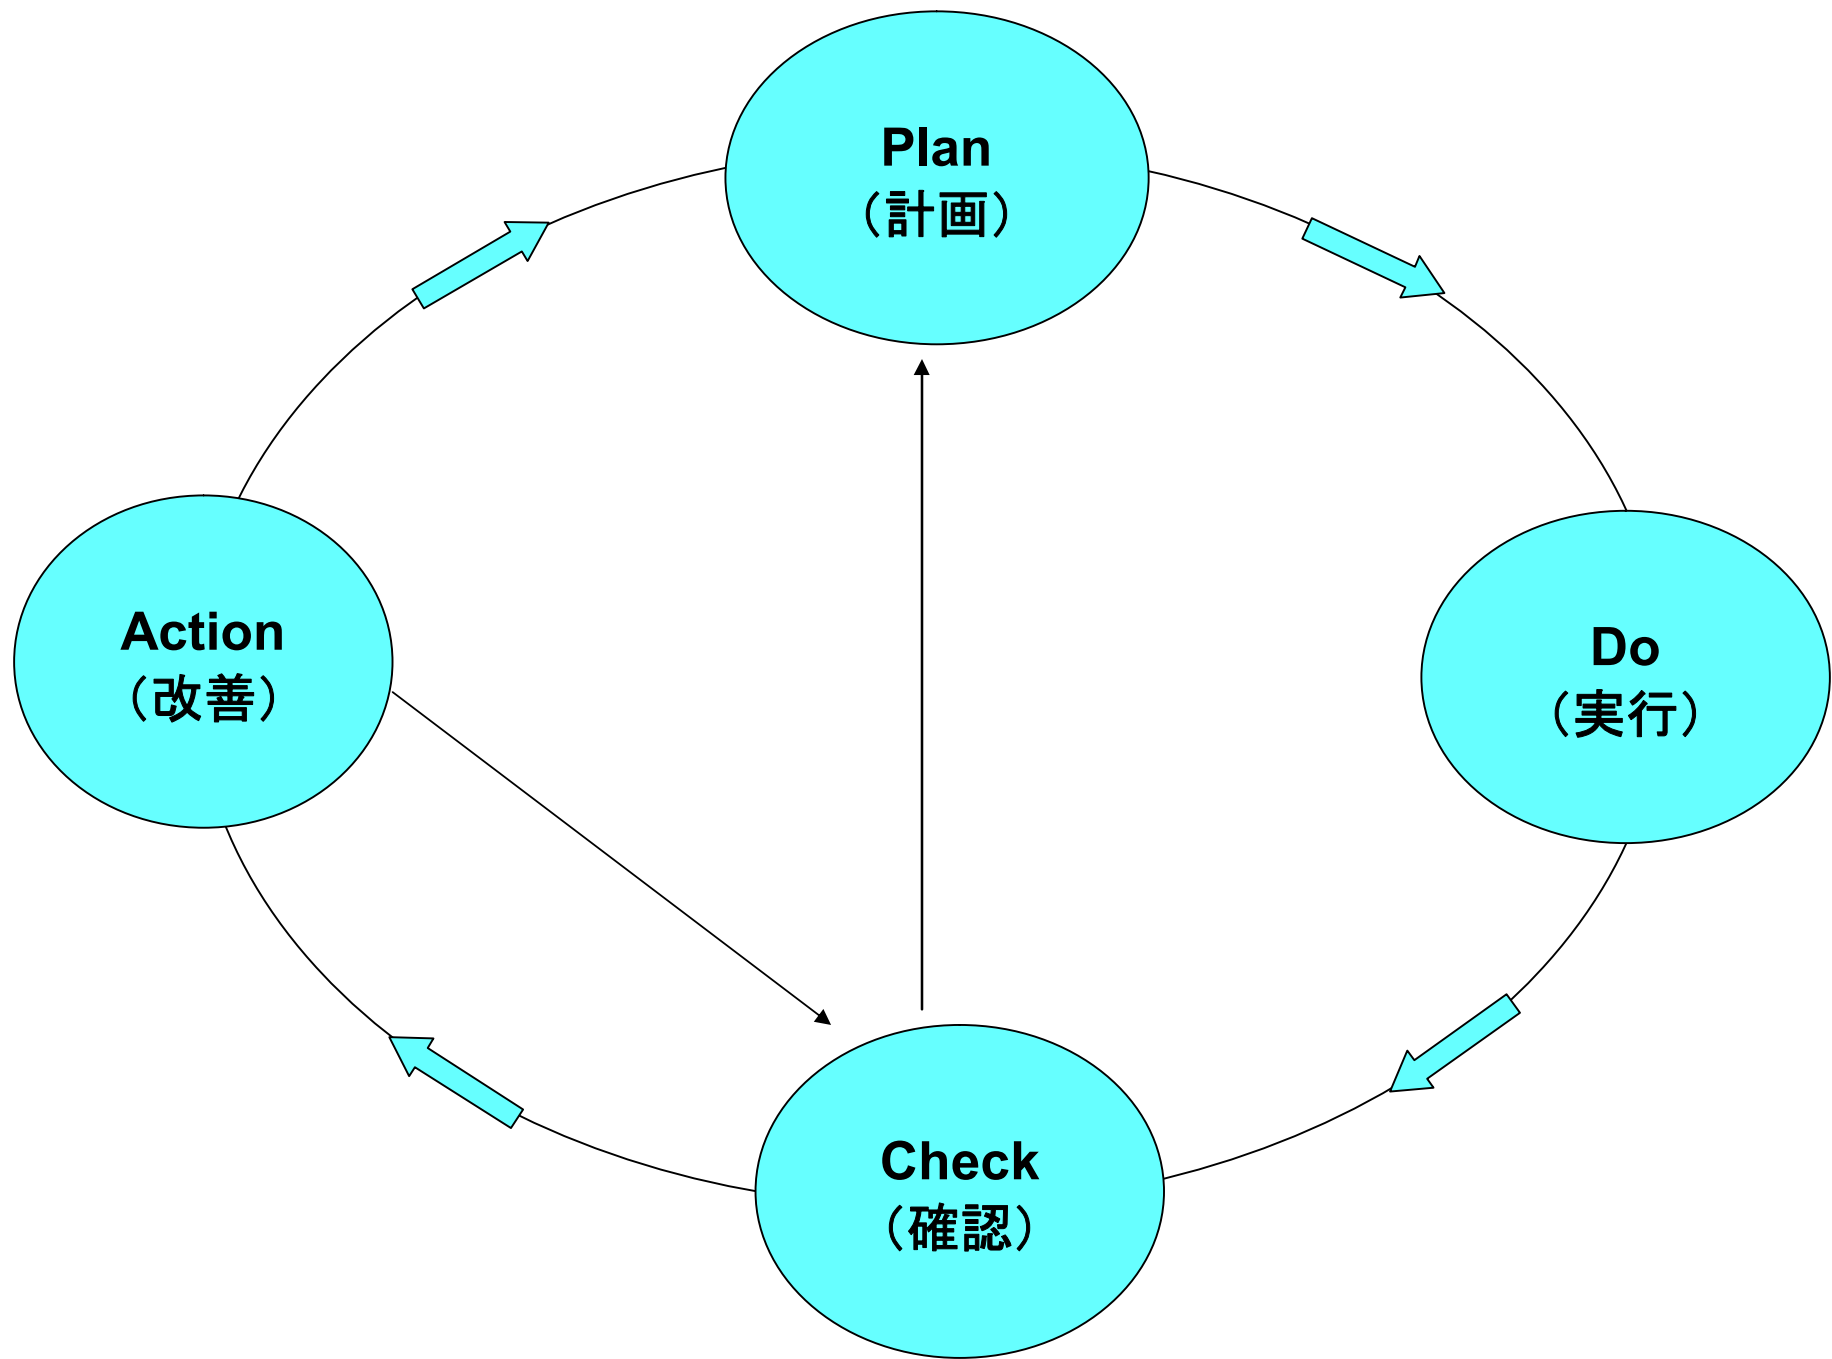 Plan
（計画）
Do
（実行）
Check
（確認）
Action
（改善）